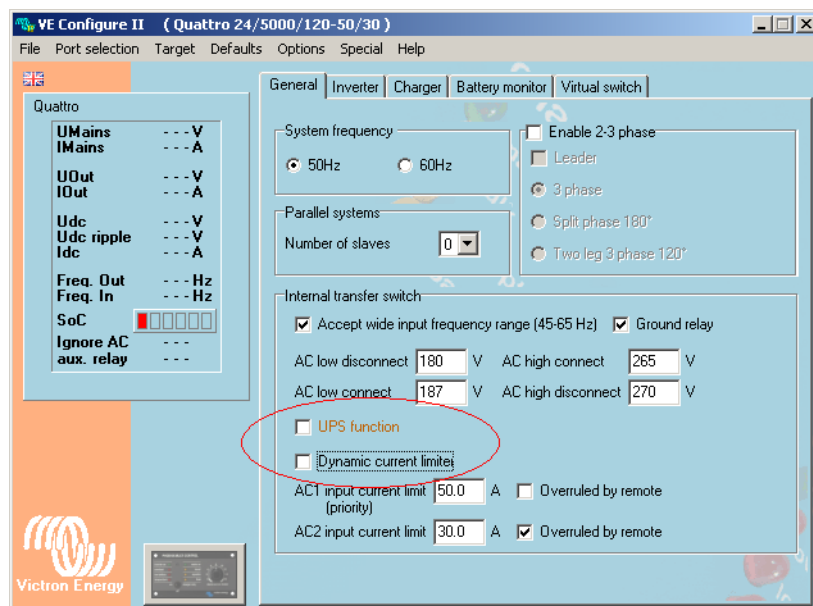 VE Configure II ( Quattro 24/5000/120-50/30 )
File Port selection Target Defaults Options Special Help
General Inverter Charger Battery monitor Virtual switch
Quattro
UMains - - - V
IMains - - - A
UOut - - - V
IOut - - - A
Udc - - - V
Udc ripple - - - V
Idc - - - A
Freq. Out - - - Hz
Freq. In - - - Hz
SoC
Ignore AC - - -
aux. relay - - -
Victron Energy
System frequency
50Hz 60Hz
Parallel systems
Number of slaves 0
Enable 2-3 phase
Leader
3 phase
Split phase 180°
Two leg 3 phase 120°
Internal transfer switch
Accept wide input frequency range (45-65 Hz) Ground relay
AC low disconnect 180 V AC high connect 265 V
AC low connect 187 V AC high disconnect 270 V
UPS function
Dynamic current limiter
AC1 input current limit 50.0 A Overruled by remote
(priority)
AC2 input current limit 30.0 A Overruled by remote